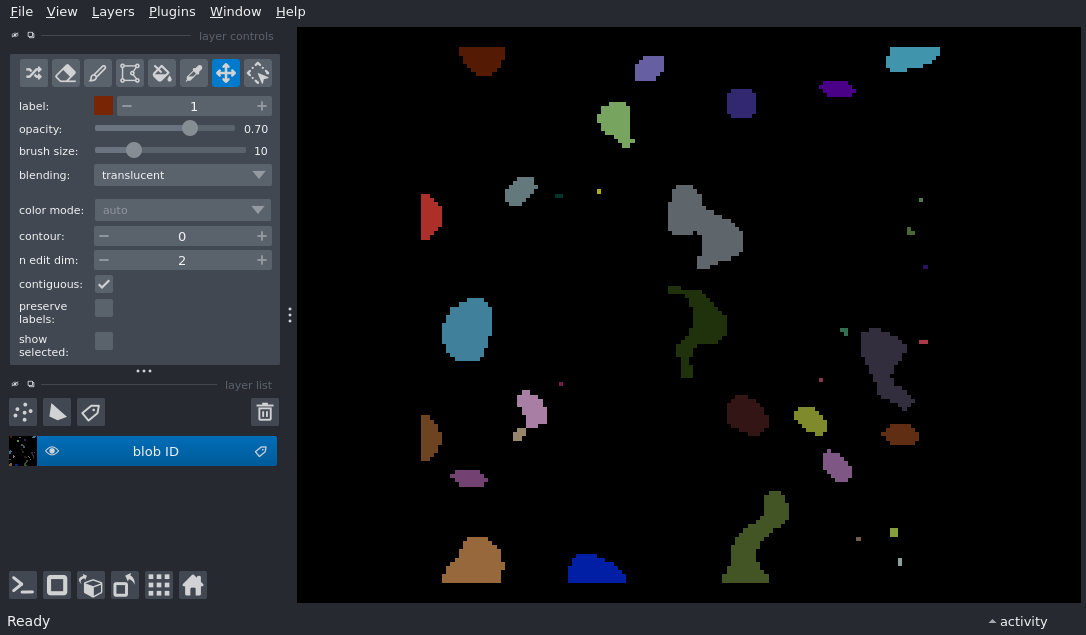 File View Layers Plugins Window Help
layer controls
label: 1
opacity: 0.70
brush size: 10
blending: translucent
color mode: auto
contour: 0
n edit dim: 2
contiguous:
preserve
labels:
show
selected:
layer list
blob ID
Ready
activity